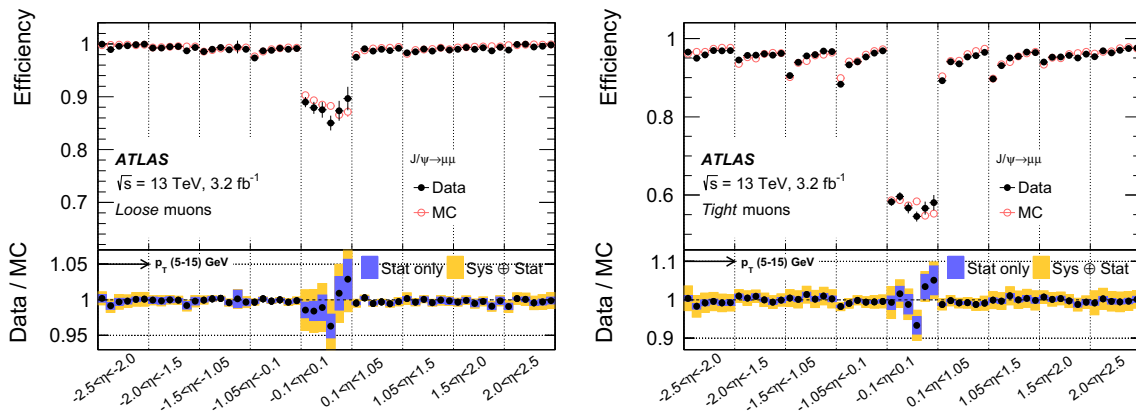 Efficiency
1
0.9
0.8
0.7
ATLAS
√s = 13 TeV, 3.2 fb⁻¹
Loose muons
J/ψ→μμ
Data
MC
Data / MC
1.05
1
0.95
p_T (5-15) GeV
Stat only
Sys ⊕ Stat
-2.5<η<-2.0
-2.0<η<-1.5
-1.5<η<-1.05
-1.05<η<-0.1
-0.1<η<0.1
0.1<η<1.05
1.05<η<1.5
1.5<η<2.0
2.0<η<2.5
Efficiency
1
0.9
0.8
0.7
0.6
ATLAS
√s = 13 TeV, 3.2 fb⁻¹
Tight muons
J/ψ→μμ
Data
MC
Data / MC
1.1
1
0.9
p_T (5-15) GeV
Stat only
Sys ⊕ Stat
-2.5<η<-2.0
-2.0<η<-1.5
-1.5<η<-1.05
-1.05<η<-0.1
-0.1<η<0.1
0.1<η<1.05
1.05<η<1.5
1.5<η<2.0
2.0<η<2.5